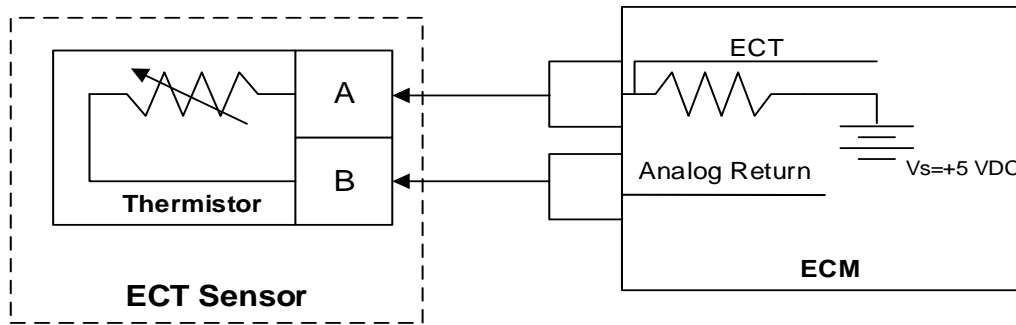 ECT
A
B
Thermistor
ECT Sensor
Analog Return
Vs=+5 VDC
ECM